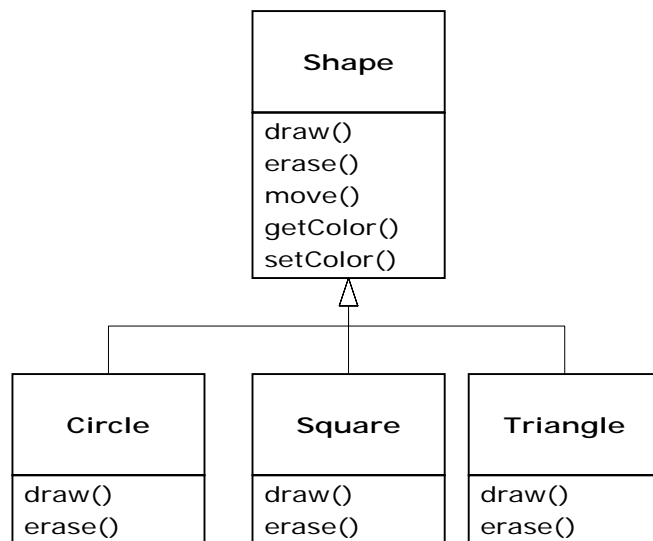 Shape
draw()
erase()
move()
getColor()
setColor()
Circle
draw()
erase()
Square
draw()
erase()
Triangle
draw()
erase()